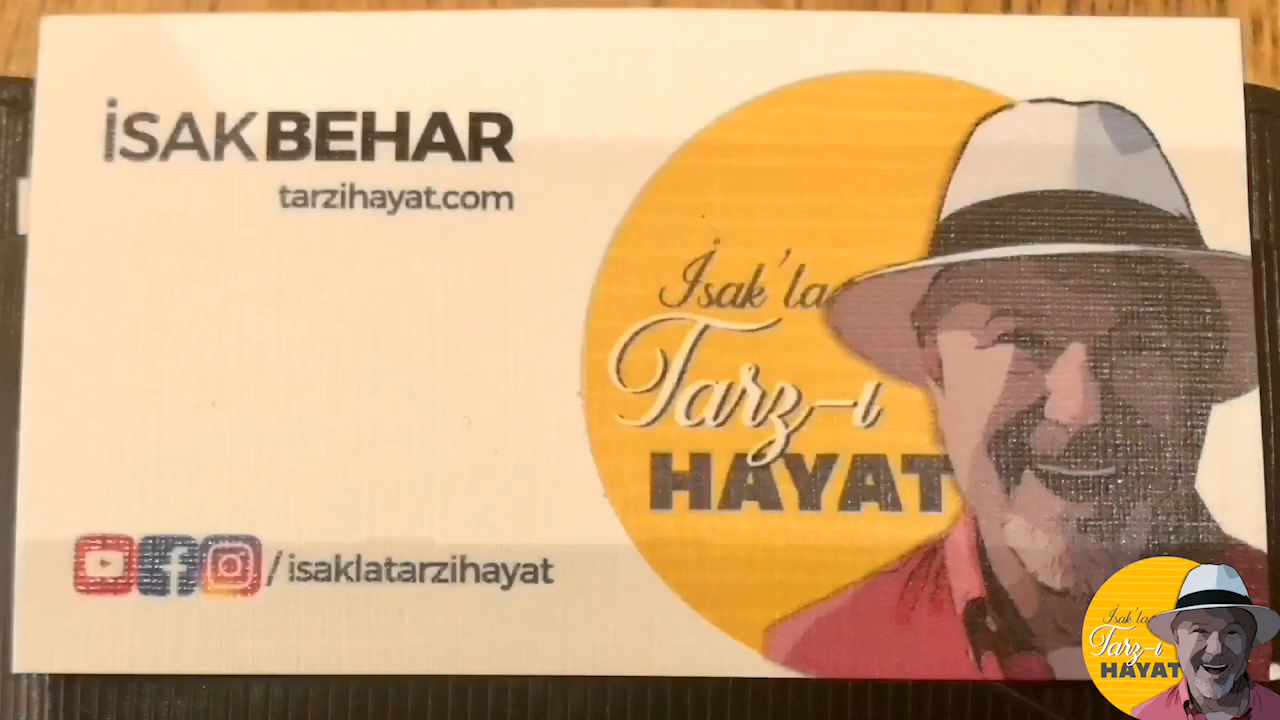 İSAKBEHAR
tarzihayat.com
İsak'la
Tarz-ı
HAYAT
/isaklatarzihayat
İsak'la
Tarz-ı
HAYAT